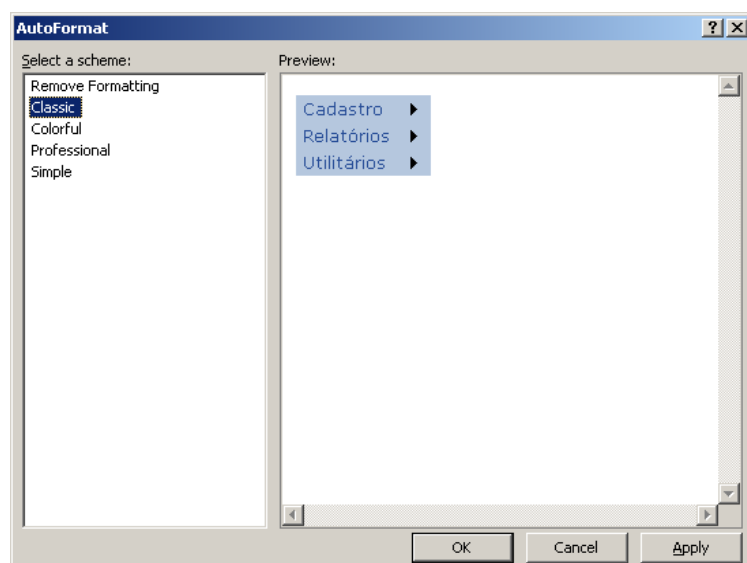 AutoFormat
Select a scheme:
Remove Formatting
Classic
Colorful
Professional
Simple
Preview:
Cadastro
Relatórios
Utilitários
OK
Cancel
Apply